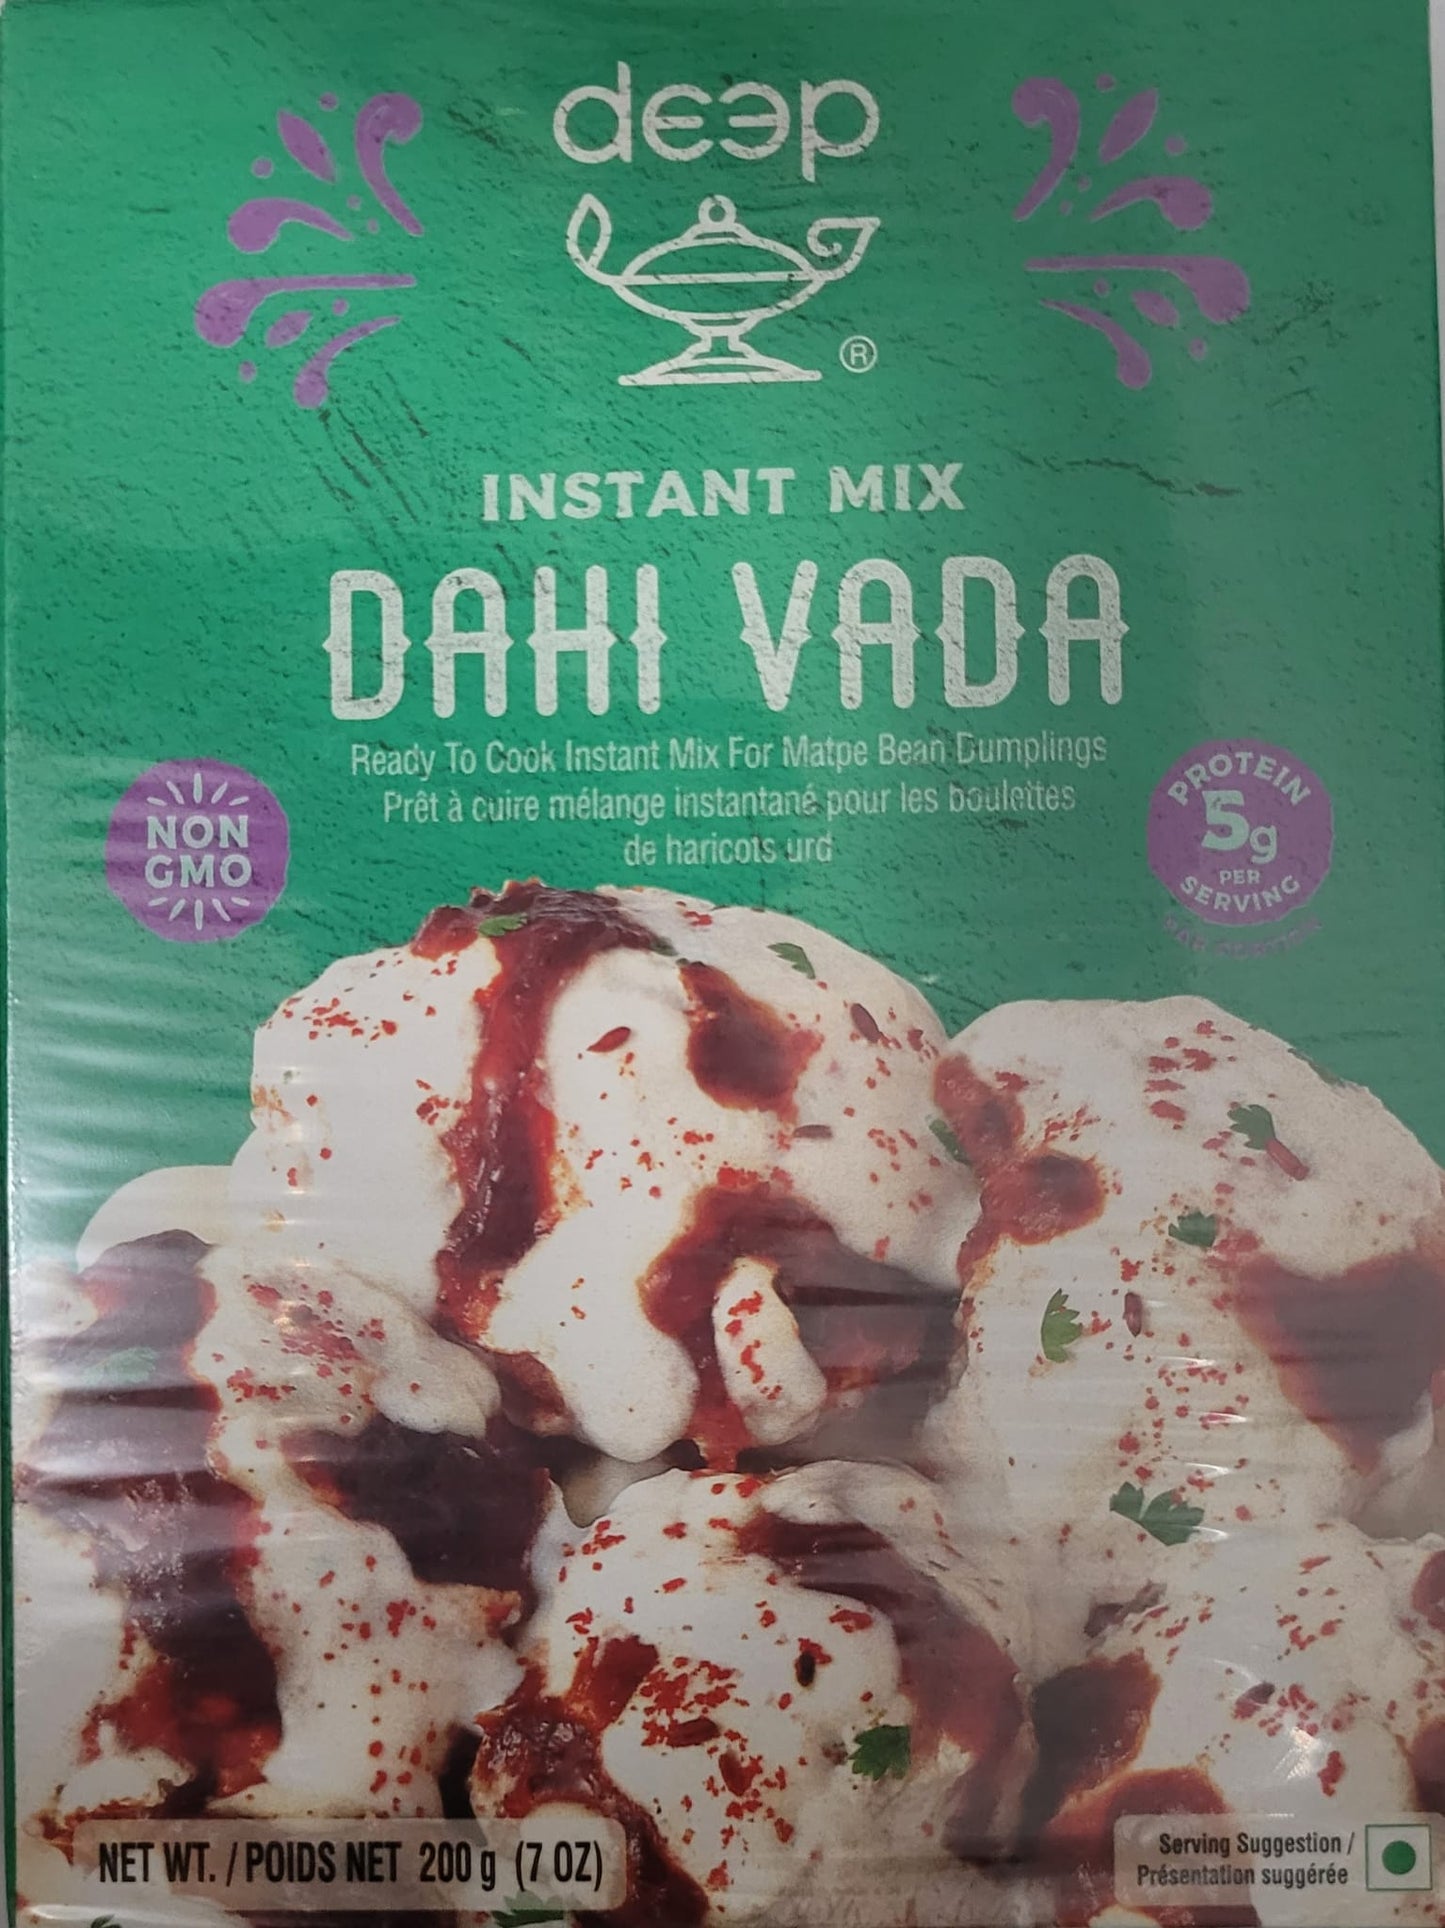 deep
®
INSTANT MIX
DAHI VADA
Ready To Cook Instant Mix For Matpe Bean Dumplings
Prêt à cuire mélange instantané pour les boulettes
de haricots urd
NON
GMO
PROTEIN
5g
PER
SERVING
PAR PORTION
NET WT. / POIDS NET 200 g (7 OZ)
Serving Suggestion /
Présentation suggérée